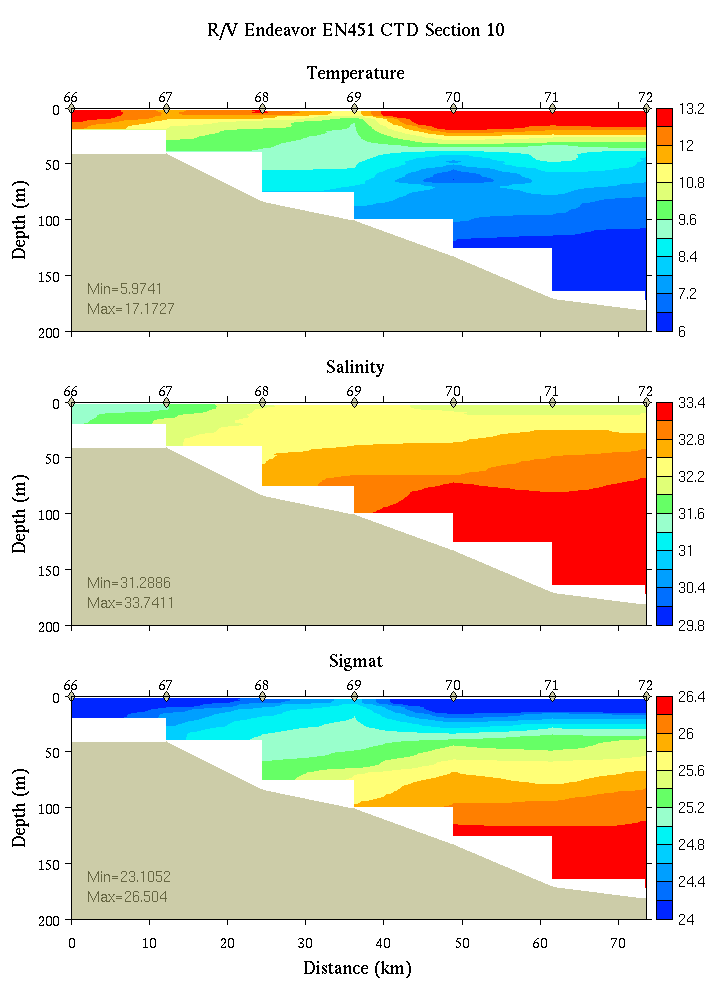 R/V Endeavor EN451 CTD Section 10
Temperature
66 67 68 69 70 71 72
0
50
100
150
200
Depth (m)
Min=5.9741
Max=17.1727
13.2
12
10.8
9.6
8.4
7.2
6
Salinity
66 67 68 69 70 71 72
0
50
100
150
200
Depth (m)
Min=31.2886
Max=33.7411
33.4
32.8
32.2
31.6
31
30.4
29.8
Sigmat
66 67 68 69 70 71 72
0
50
100
150
200
Depth (m)
Min=23.1052
Max=26.504
26.4
26
25.6
25.2
24.8
24.4
24
0 10 20 30 40 50 60 70
Distance (km)